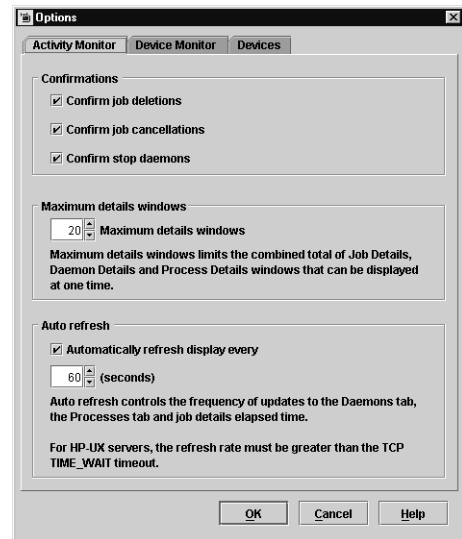 Options
Activity Monitor Device Monitor Devices
Confirmations
Confirm job deletions
Confirm job cancellations
Confirm stop daemons
Maximum details windows
20 Maximum details windows
Maximum details windows limits the combined total of Job Details,
Daemon Details and Process Details windows that can be displayed
at one time.
Auto refresh
Automatically refresh display every
60 (seconds)
Auto refresh controls the frequency of updates to the Daemons tab,
the Processes tab and job details elapsed time.
For HP-UX servers, the refresh rate must be greater than the TCP
TIME_WAIT timeout.
OK Cancel Help